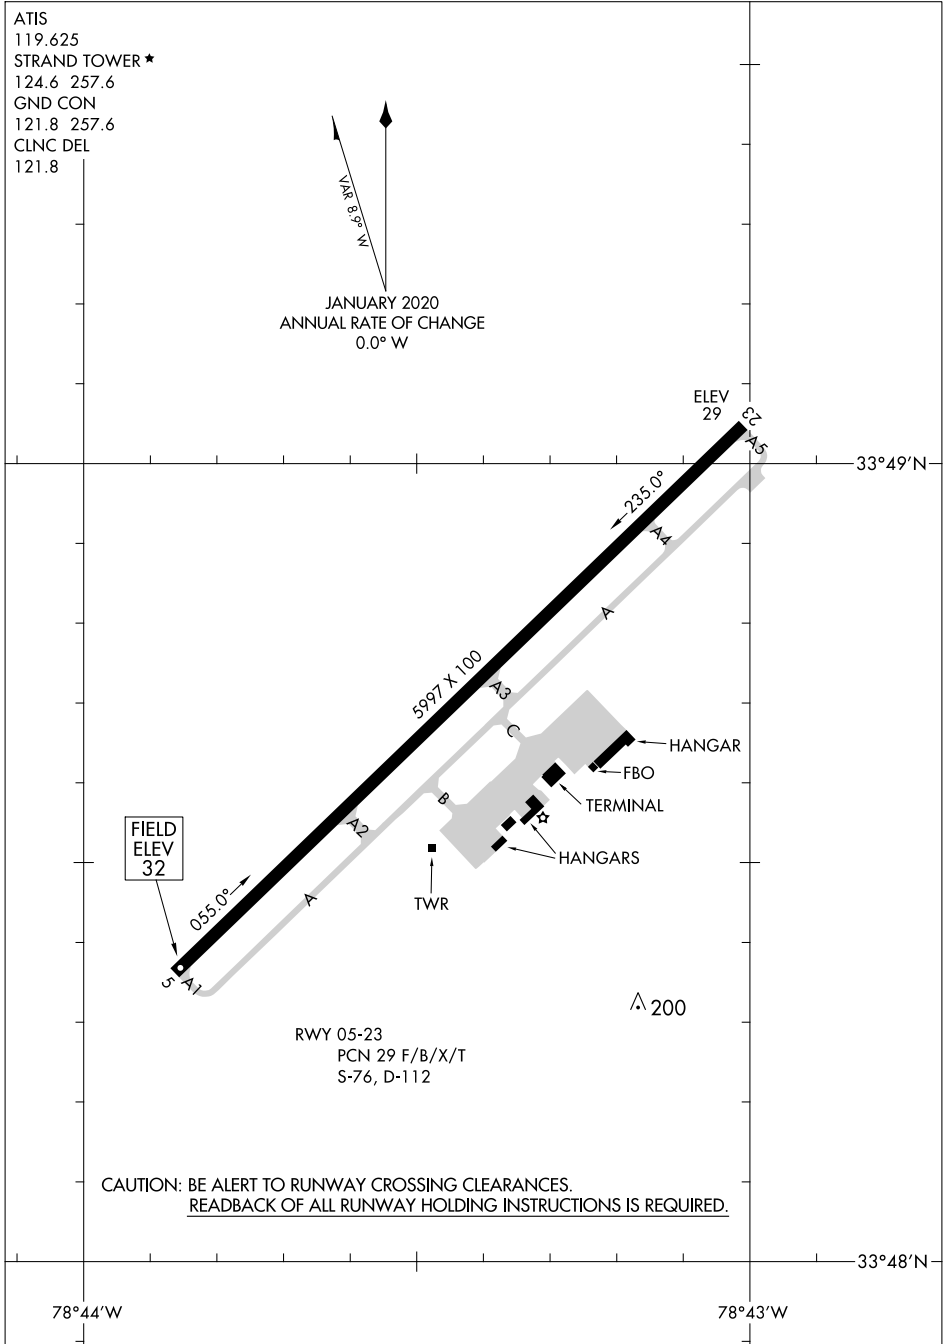 ATIS
119.625
STRAND TOWER ★
124.6 257.6
GND CON
121.8 257.6
CLNC DEL
121.8
VAR 8.9° W
JANUARY 2020
ANNUAL RATE OF CHANGE
0.0° W
ELEV
29
23
A5
33°49'N
235.0°
A4
A
5997 X 100
A3
C
HANGAR
FBO
TERMINAL
B
A2
HANGARS
FIELD
ELEV
32
TWR
055.0°
A
5
A1
200
RWY 05-23
PCN 29 F/B/X/T
S-76, D-112
CAUTION: BE ALERT TO RUNWAY CROSSING CLEARANCES.
READBACK OF ALL RUNWAY HOLDING INSTRUCTIONS IS REQUIRED.
33°48'N
78°44'W
78°43'W